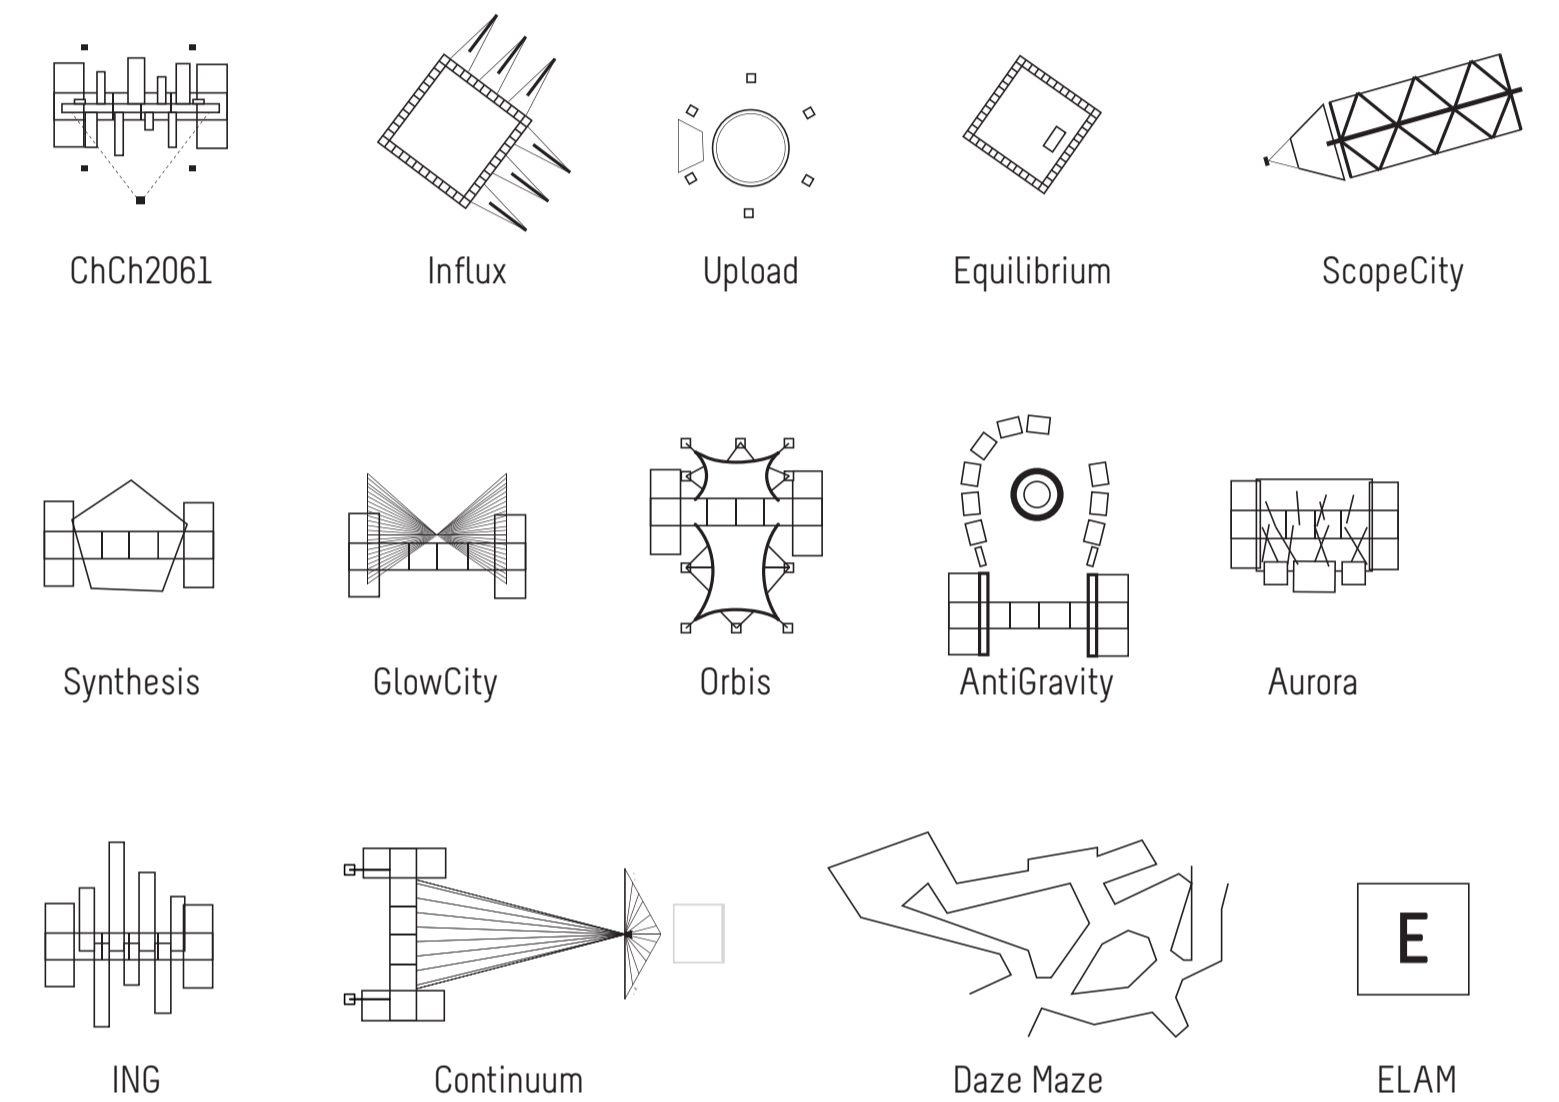 ChCh2061
Influx
Upload
Equilibrium
ScopeCity
Synthesis
GlowCity
Orbis
AntiGravity
Aurora
E
ING
Continuum
Daze Maze
ELAM